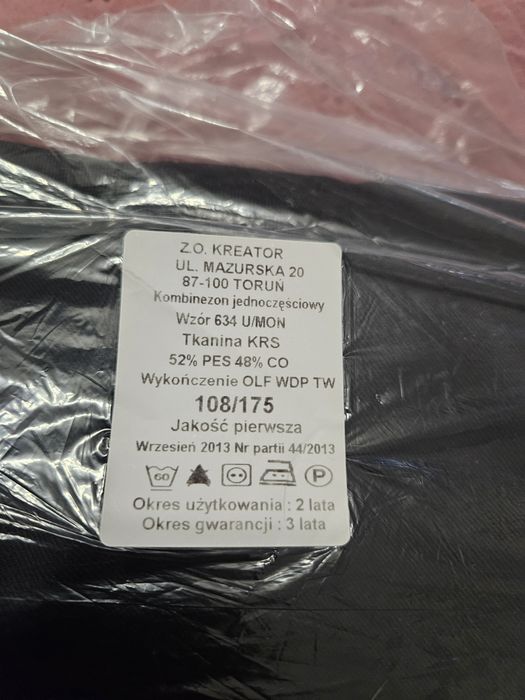 Z.O. KREATOR
UL. MAZURSKA 20
87-100 TORUŃ
Kombinezon jednoczęściowy
Wzór 634 U/MON
Tkanina KRS
52% PES 48% CO
Wykończenie OLF WDP TW
108/175
Jakość pierwsza
Wrzesień 2013 Nr partii 44/2013
60 P
Okres użytkowania : 2 lata
Okres gwarancji : 3 lata